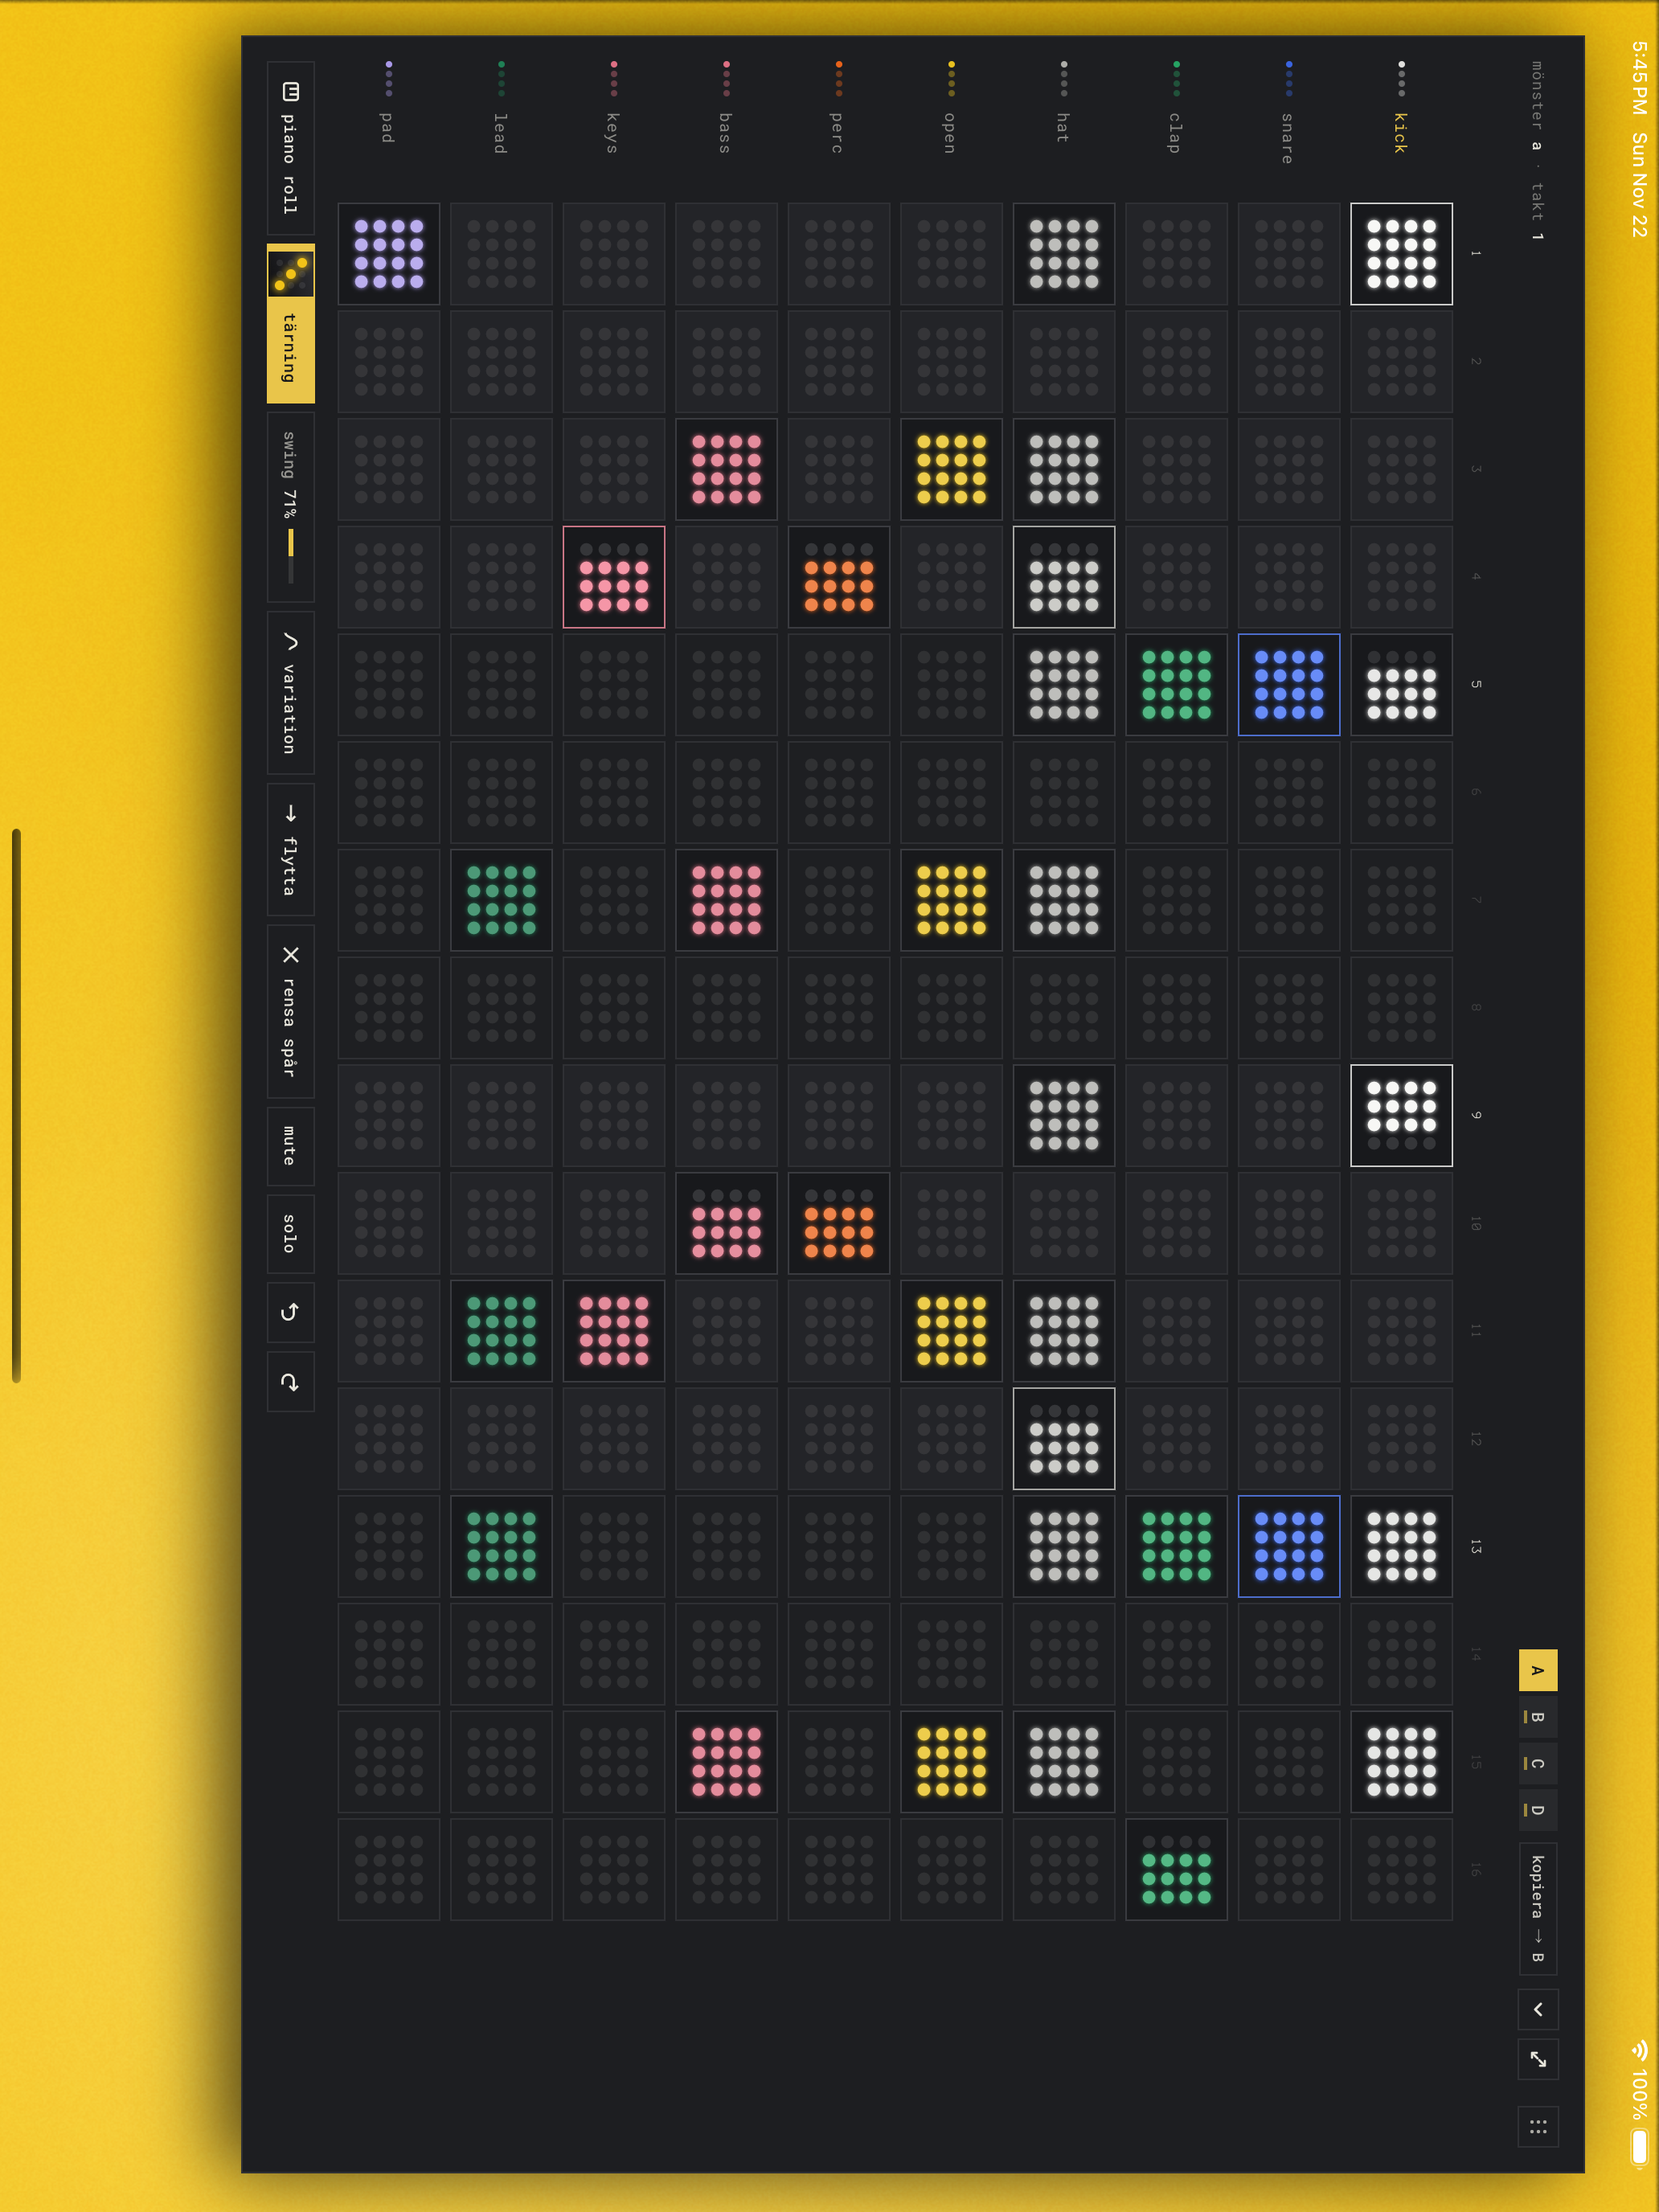 5:45 PM Sun Nov 22
100%
mönster a · takt 1
A B C D kopiera → B
1 2 3 4 5 6 7 8 9 10 11 12 13 14 15 16
kick
snare
clap
hat
open
perc
bass
keys
lead
pad
piano roll tärning swing 71% variation → flytta rensa spår mute solo